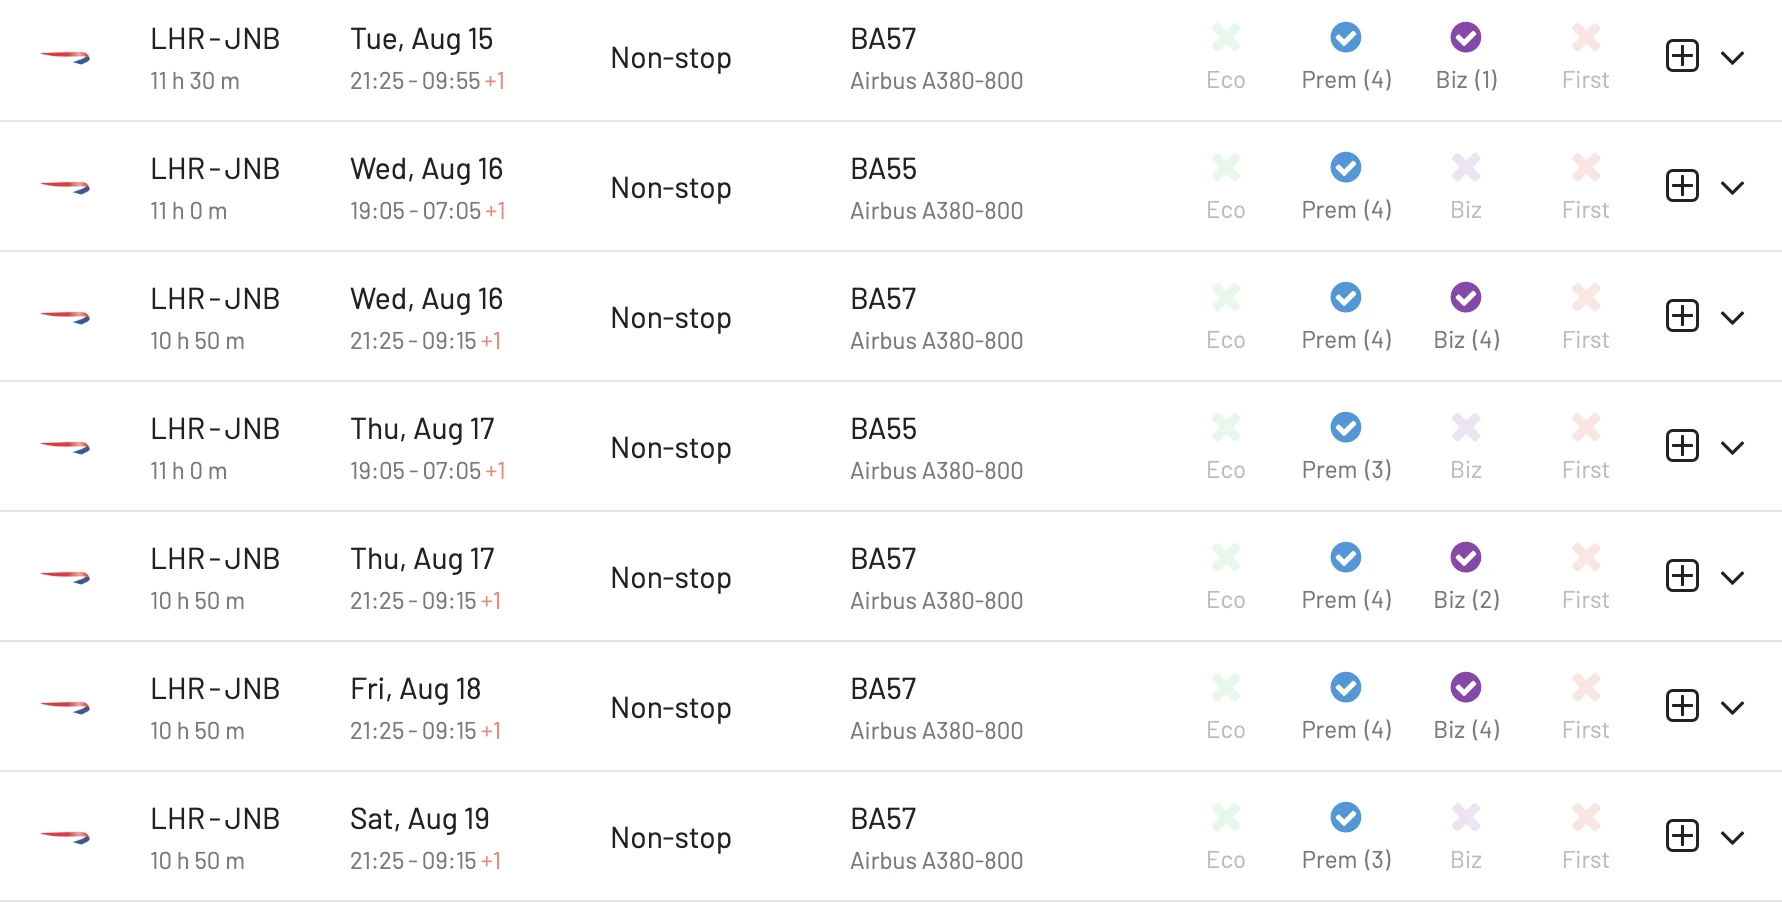 LHR - JNB Tue, Aug 15 Non-stop BA57
11 h 30 m 21:25 - 09:55 +1 Airbus A380-800 Eco Prem (4) Biz (1) First
LHR - JNB Wed, Aug 16 Non-stop BA55
11 h 0 m 19:05 - 07:05 +1 Airbus A380-800 Eco Prem (4) Biz First
LHR - JNB Wed, Aug 16 Non-stop BA57
10 h 50 m 21:25 - 09:15 +1 Airbus A380-800 Eco Prem (4) Biz (4) First
LHR - JNB Thu, Aug 17 Non-stop BA55
11 h 0 m 19:05 - 07:05 +1 Airbus A380-800 Eco Prem (3) Biz First
LHR - JNB Thu, Aug 17 Non-stop BA57
10 h 50 m 21:25 - 09:15 +1 Airbus A380-800 Eco Prem (4) Biz (2) First
LHR - JNB Fri, Aug 18 Non-stop BA57
10 h 50 m 21:25 - 09:15 +1 Airbus A380-800 Eco Prem (4) Biz (4) First
LHR - JNB Sat, Aug 19 Non-stop BA57
10 h 50 m 21:25 - 09:15 +1 Airbus A380-800 Eco Prem (3) Biz First